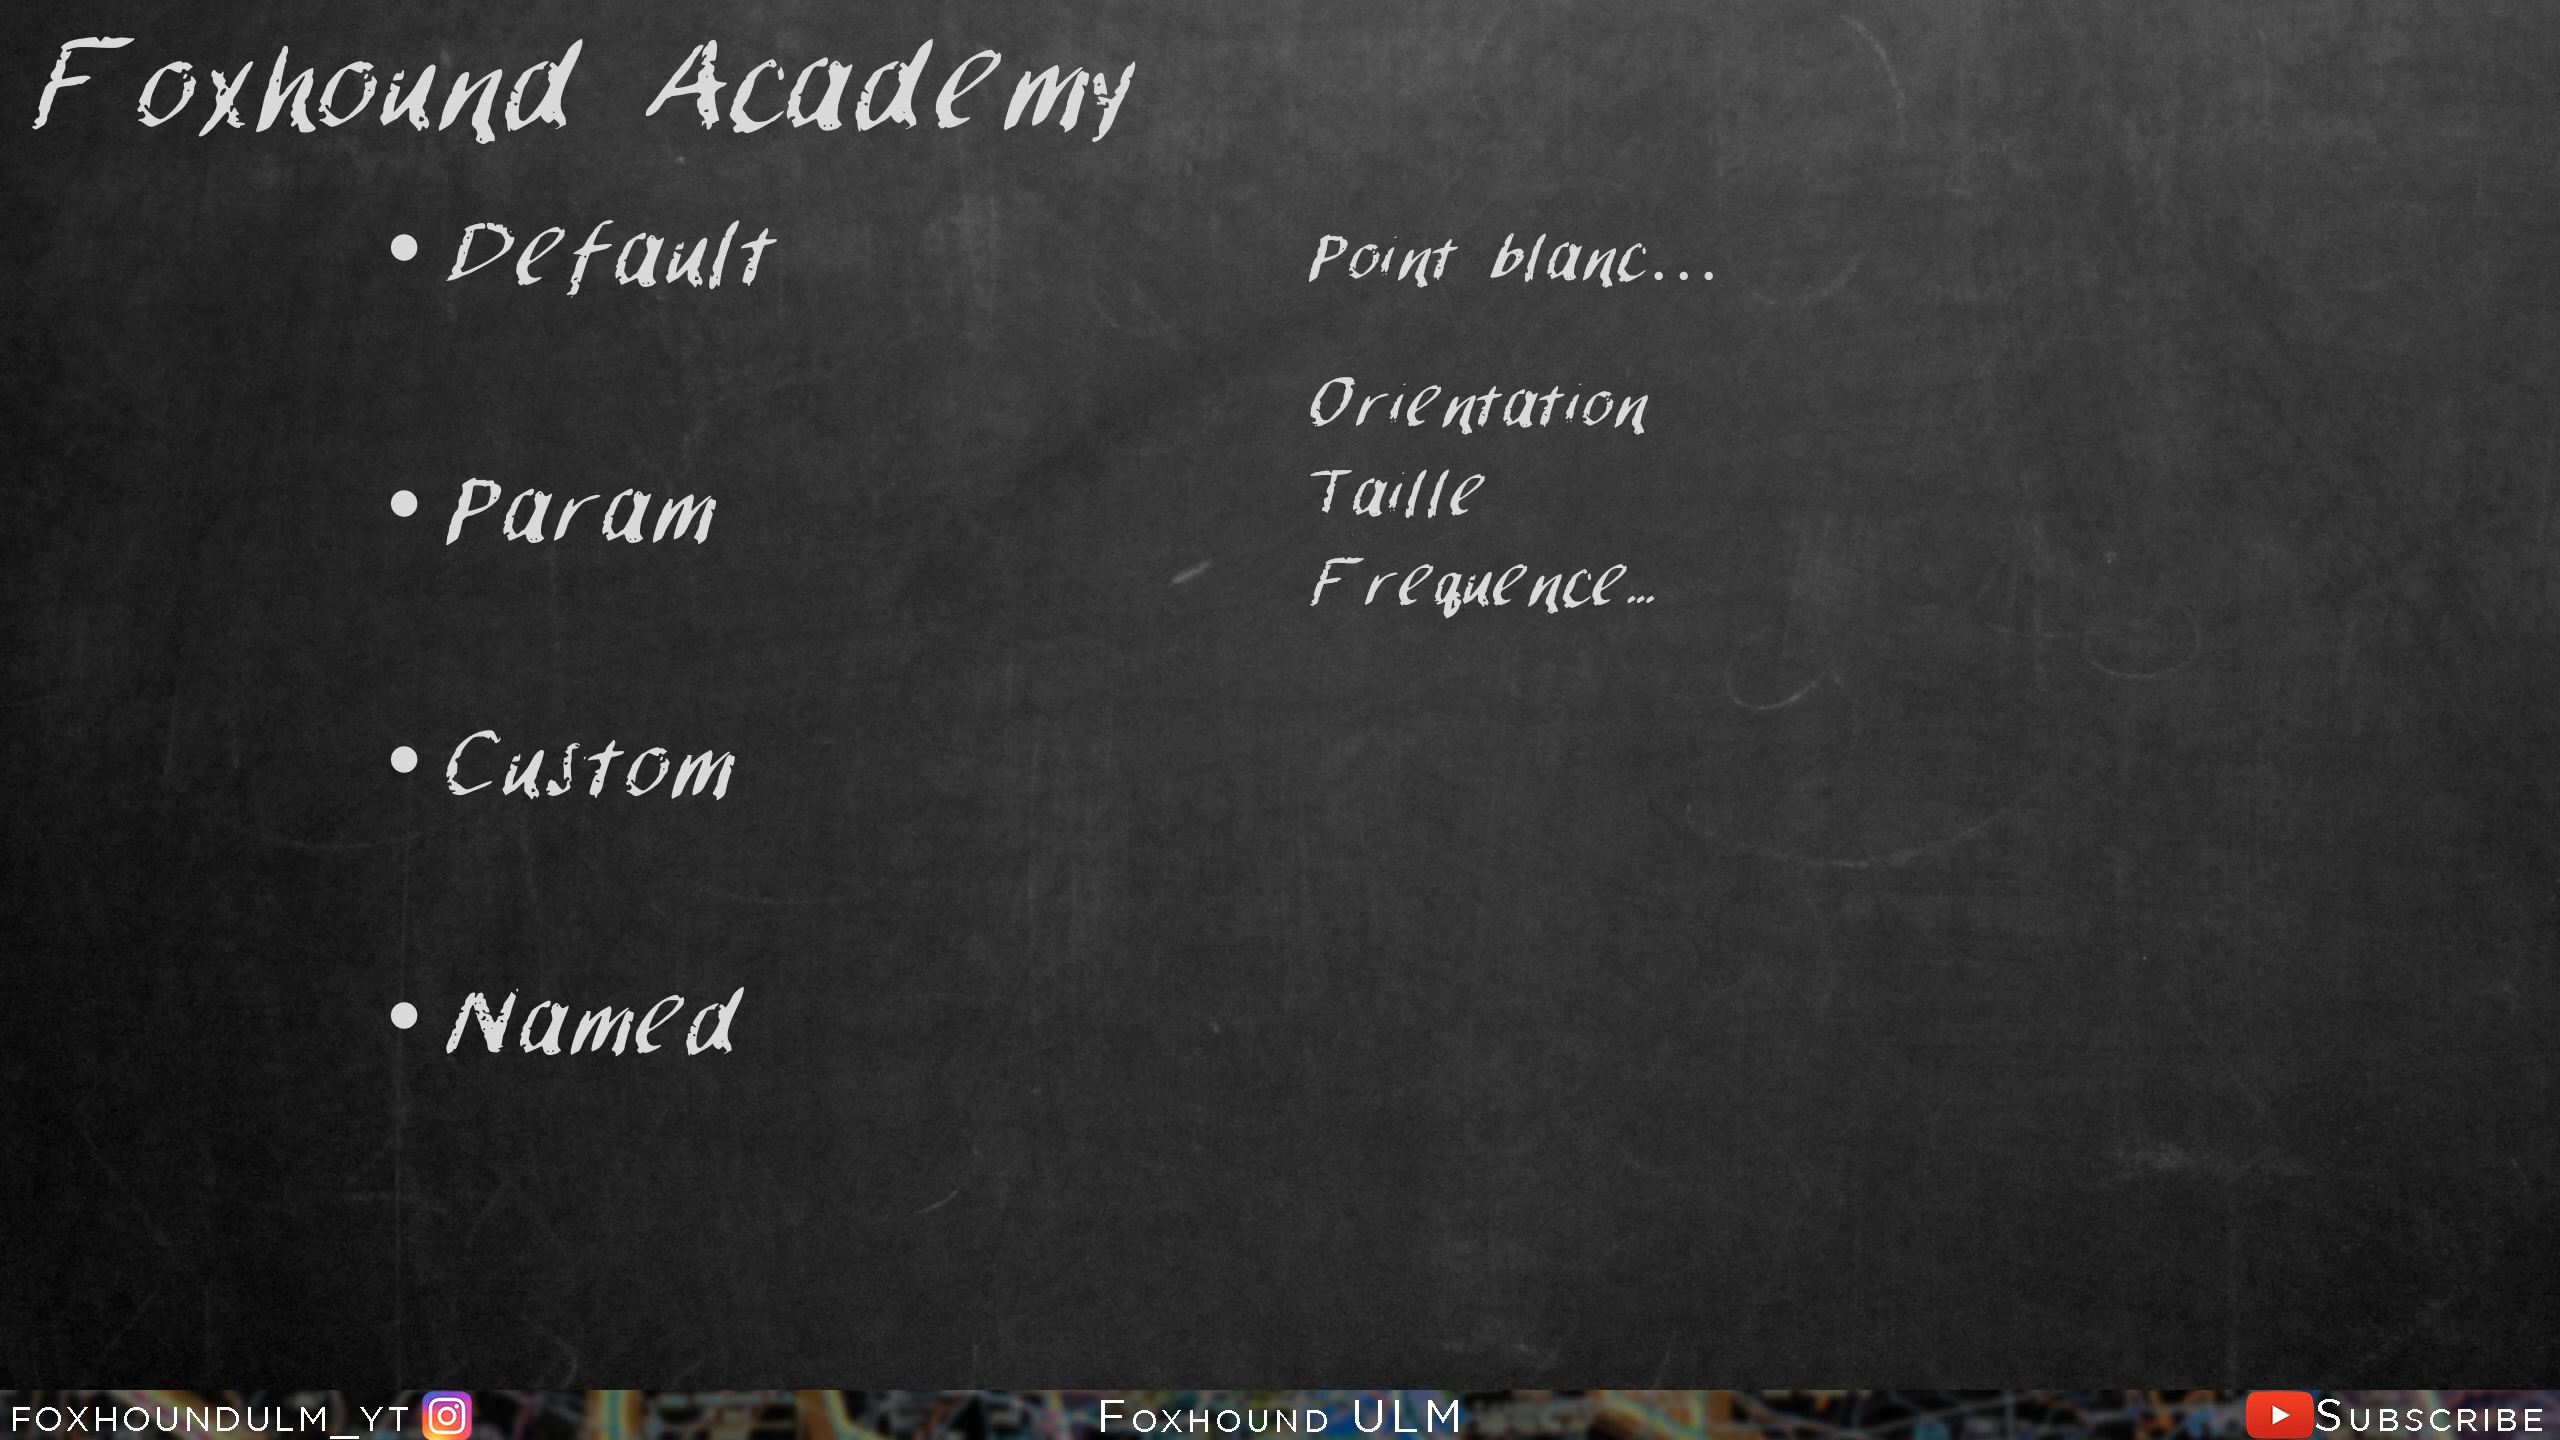 Foxhound Academy
• Default
Point blanc...
Orientation
• Param
Taille
Frequence...
• Custom
• Named
FOXHOUNDULM_YT
FOXHOUND ULM
SUBSCRIBE